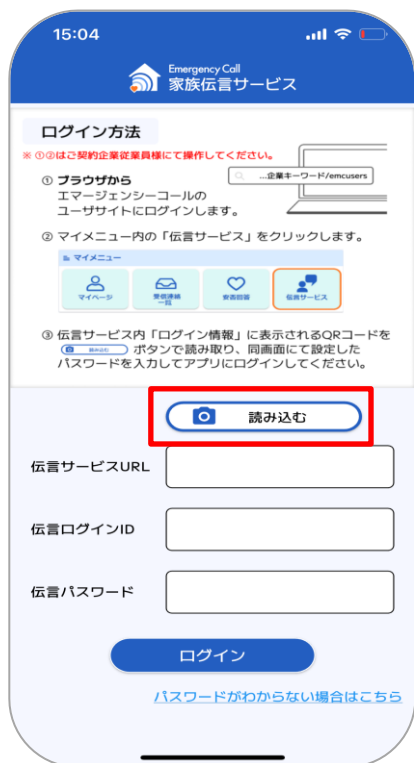 15:04
Emergency Call
家族伝言サービス
ログイン方法
※ ①②はご契約企業従業員様にて操作してください。
① ブラウザから
エマージェンシーコールの
ユーザサイトにログインします。
...企業キーワード/emcusers
② マイメニュー内の「伝言サービス」をクリックします。
マイメニュー
マイページ
受信連絡一覧
安否回答
伝言サービス
③ 伝言サービス内「ログイン情報」に表示されるQRコードを
読み込む ボタンで読み取り、同画面にて設定した
パスワードを入力してアプリにログインしてください。
読み込む
伝言サービスURL
伝言ログインID
伝言パスワード
ログイン
パスワードがわからない場合はこちら